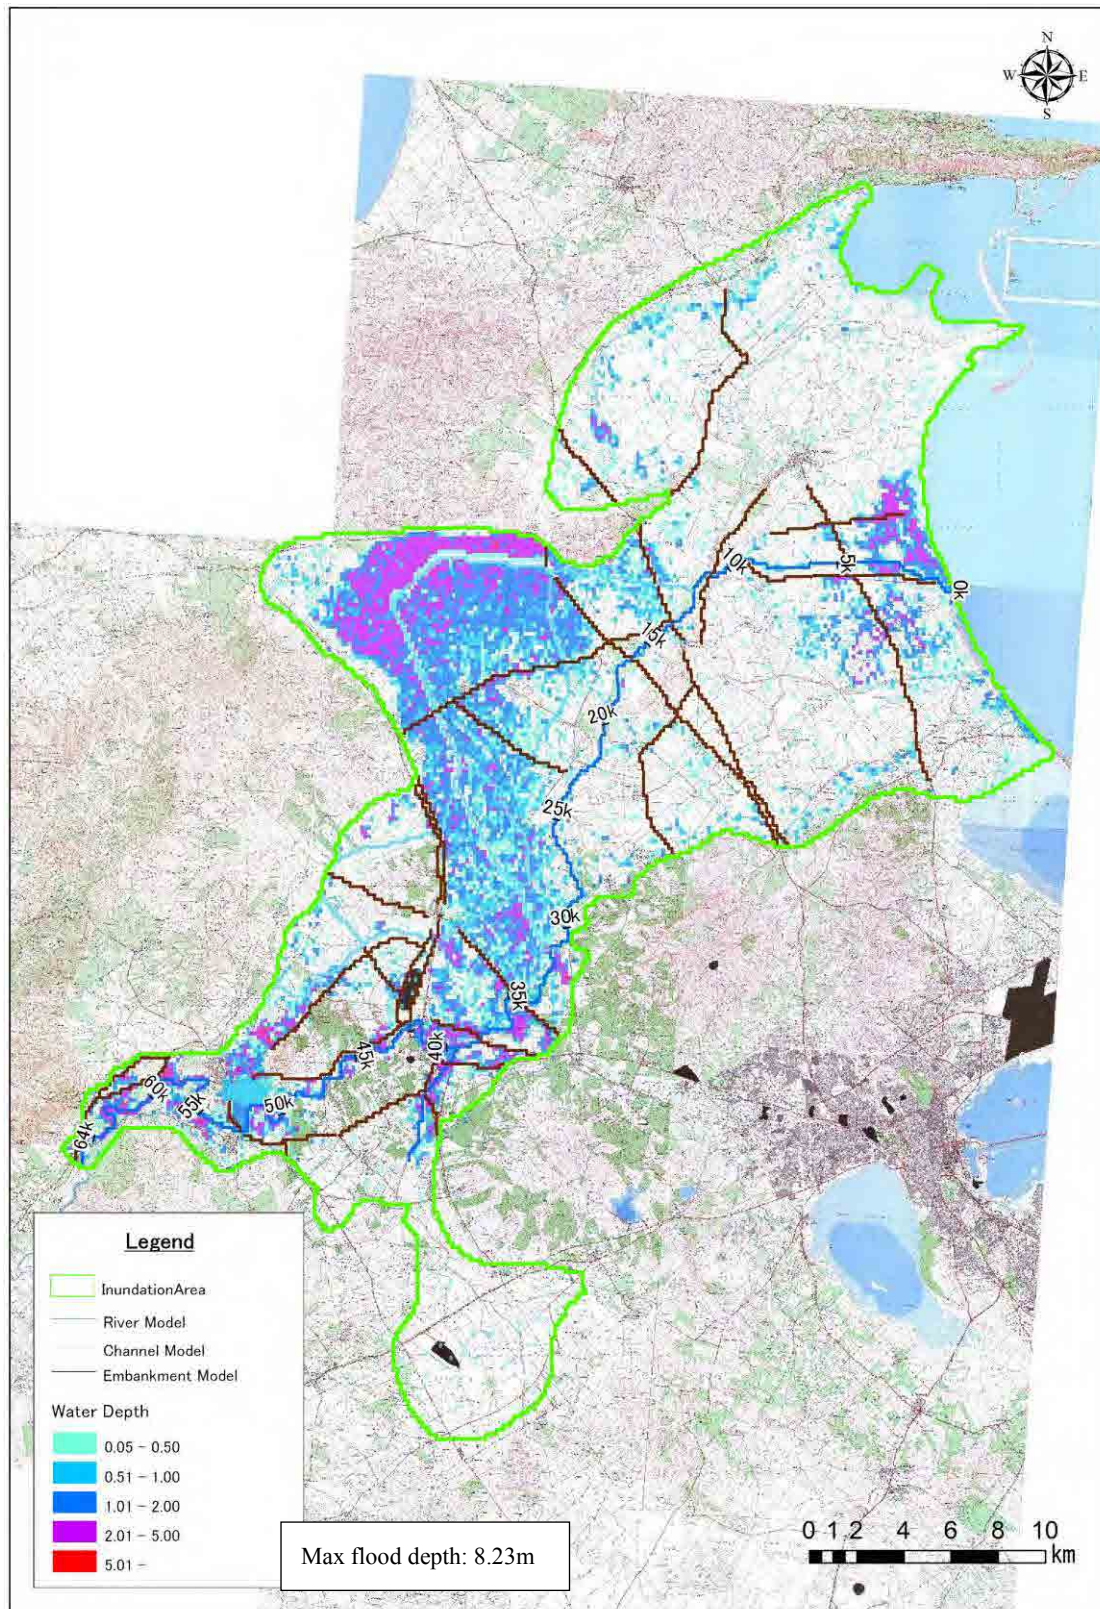 N
W E
S
10k
5k
0k
15k
20k
25k
30k
35k
40k
45k
60k
55k
50k
64k
Legend
InundationArea
River Model
Channel Model
Embankment Model
Water Depth
0.05 - 0.50
0.51 - 1.00
1.01 - 2.00
2.01 - 5.00
5.01 -
Max flood depth: 8.23m
0 1 2 4 6 8 10
km